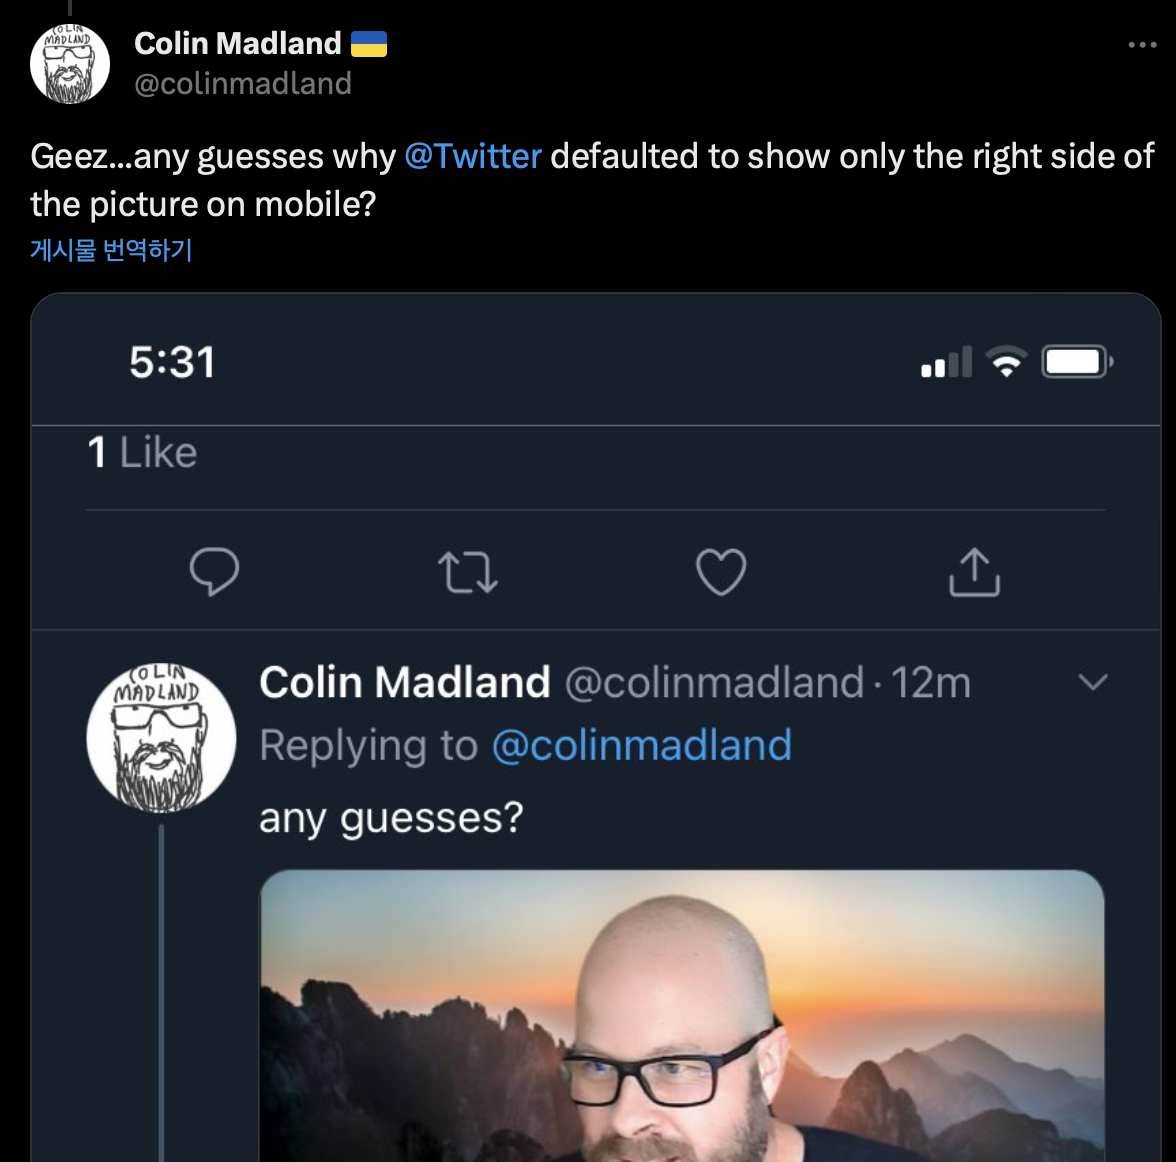 COLIN
MADLAND
Colin Madland 🇺🇦
@colinmadland
Geez...any guesses why @Twitter defaulted to show only the right side of
the picture on mobile?
게시물 번역하기
5:31
1 Like
COLIN
MADLAND
Colin Madland @colinmadland · 12m
Replying to @colinmadland
any guesses?